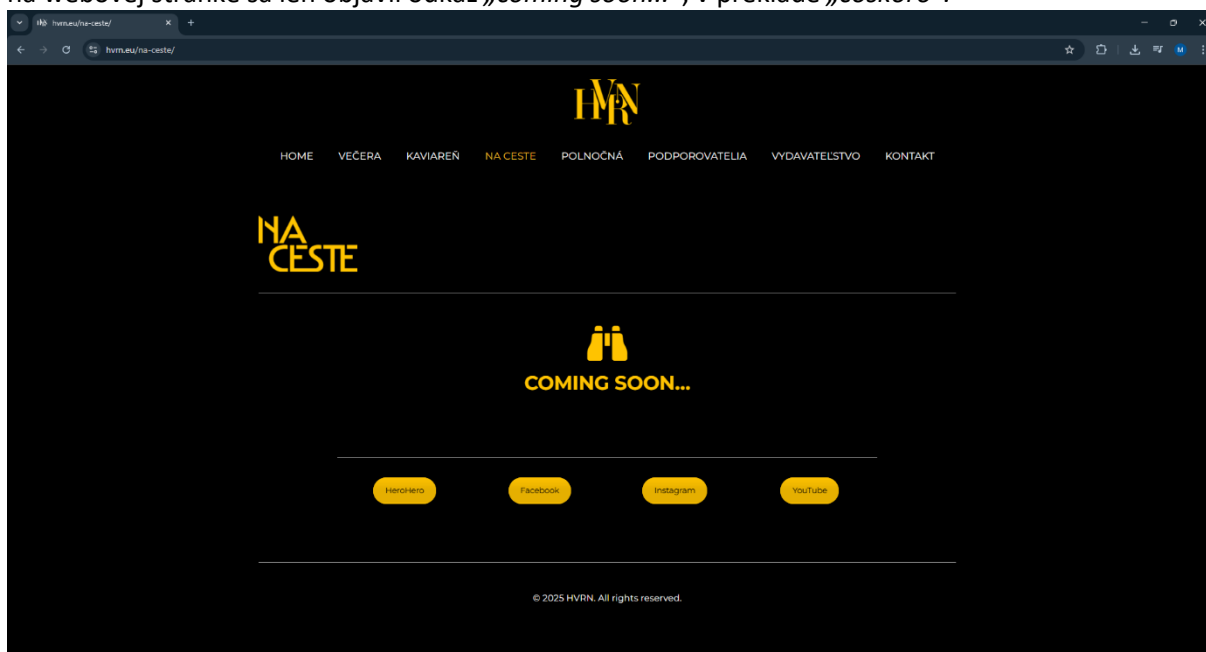 na webovej stránke sa len objavil odkaz „coming soon...“, v preklade „čoskoro“.
hvrn.eu/na-ceste/
hvrn.eu/na-ceste/
M
HVRN
HOME VEČERA KAVIAREŇ NA CESTE POLNOČNÁ PODPOROVATELIA VYDAVATEĽSTVO KONTAKT
NA
CESTE
COMING SOON...
HeroHero Facebook Instagram YouTube
© 2025 HVRN. All rights reserved.